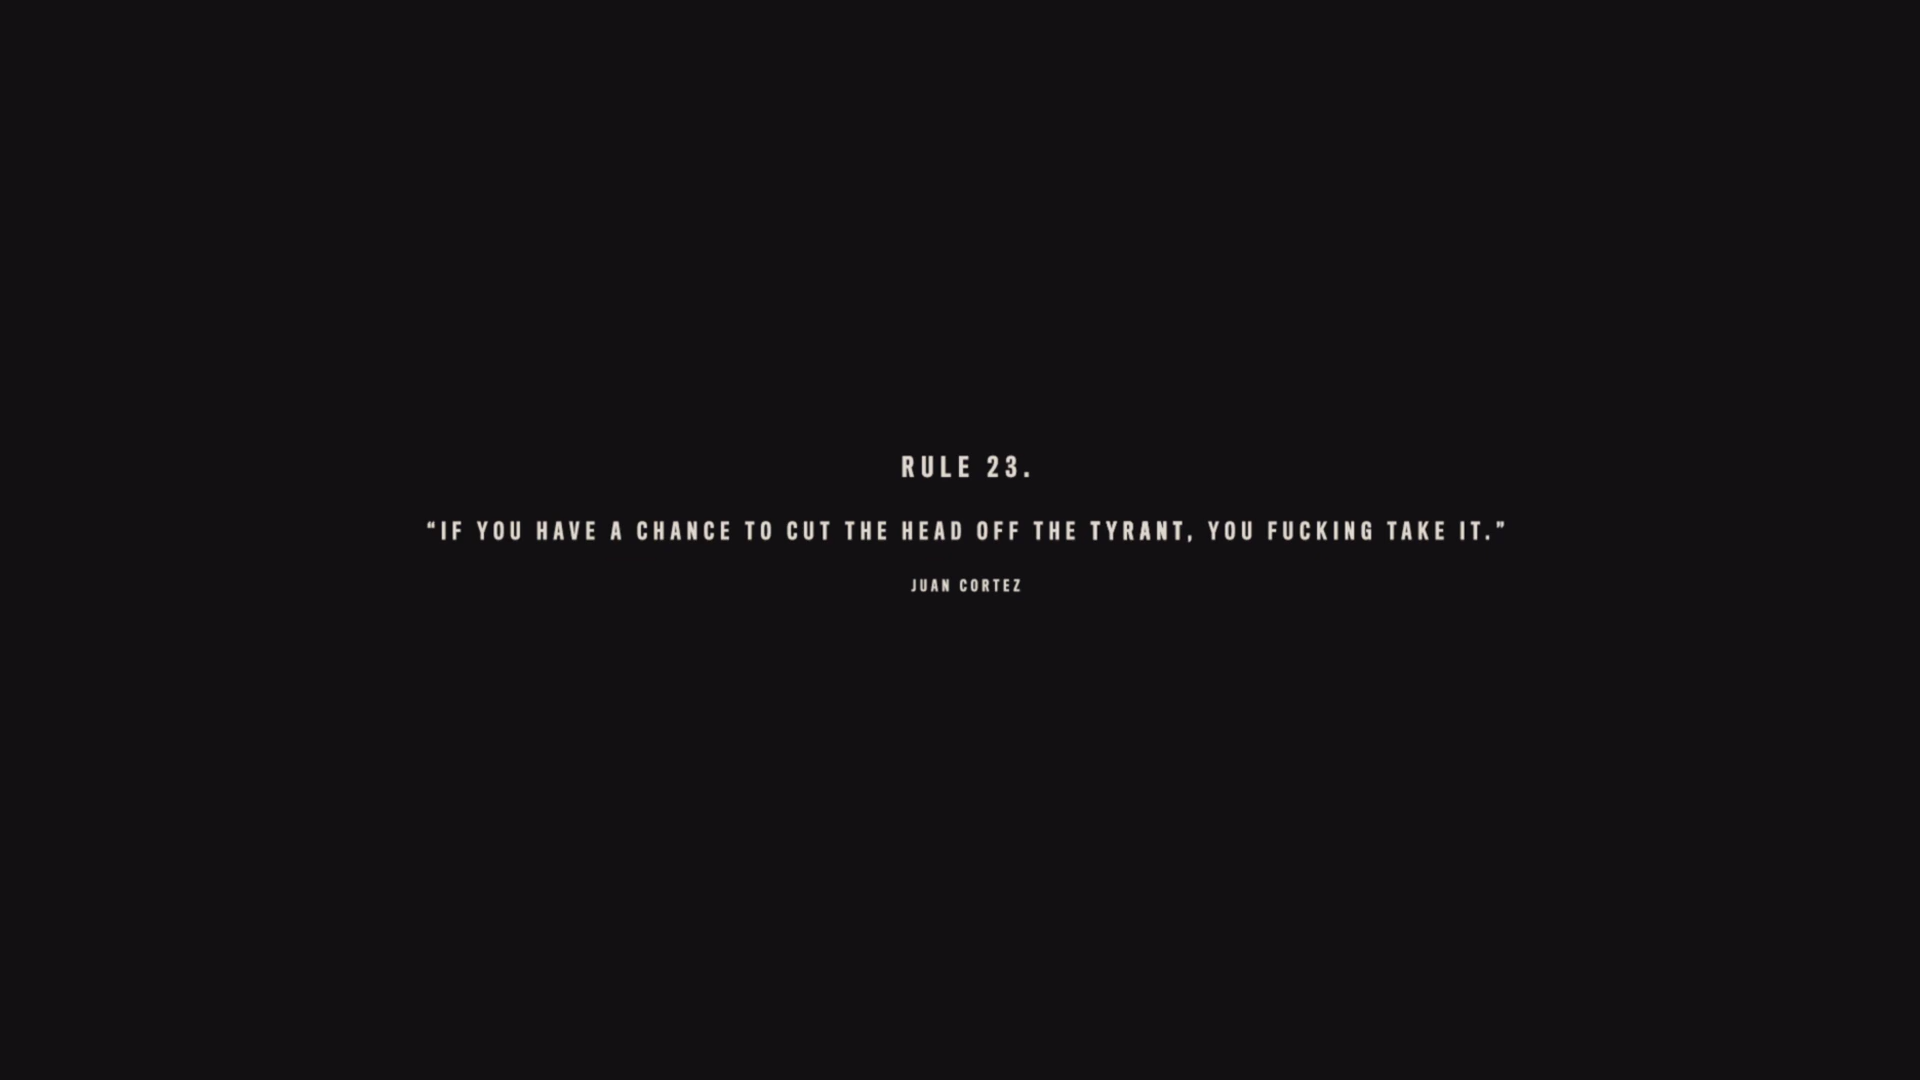 RULE 23.
“IF YOU HAVE A CHANCE TO CUT THE HEAD OFF THE TYRANT, YOU FUCKING TAKE IT.”
JUAN CORTEZ